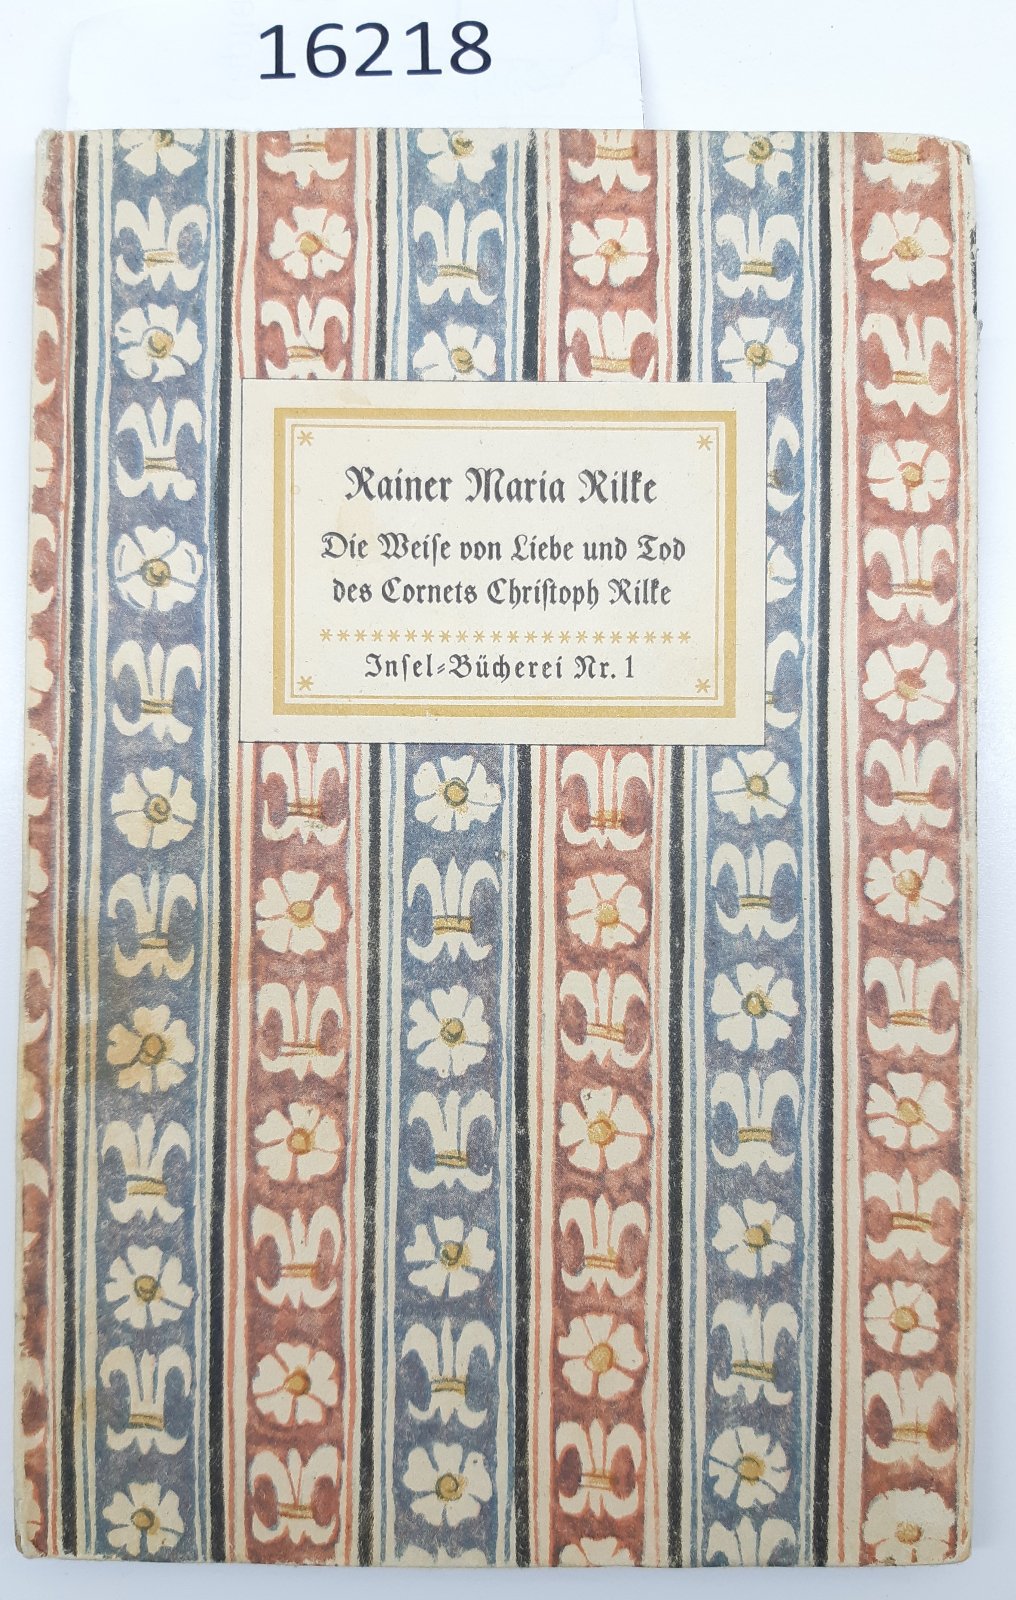 16218
Rainer Maria Rilke
Die Weiſe von Liebe und Tod
des Cornets Chriſtoph Rilke
*********************
Inſel-Bücherei Nr. 1